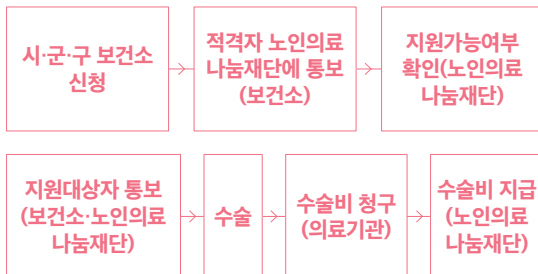 시·군·구 보건소
신청
적격자 노인의료
나눔재단에 통보
(보건소)
지원가능여부
확인(노인의료
나눔재단)
지원대상자 통보
(보건소·노인의료
나눔재단)
수술
수술비 청구
(의료기관)
수술비 지급
(노인의료
나눔재단)